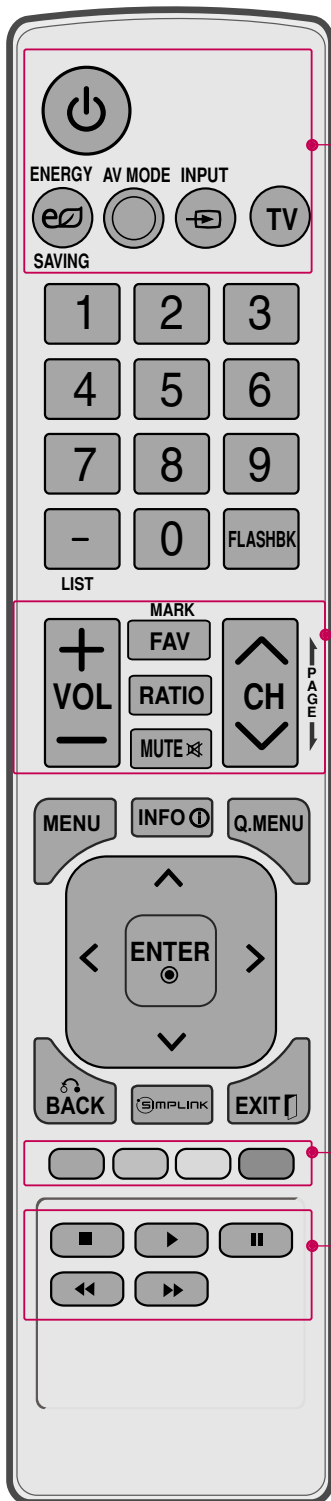 ENERGY AV MODE INPUT
TV
SAVING
1 2 3
4 5 6
7 8 9
- 0 FLASHBK
LIST
MARK
FAV
VOL RATIO CH
MUTE
PAGE
MENU INFO Q.MENU
ENTER
BACK SIMPLINK EXIT